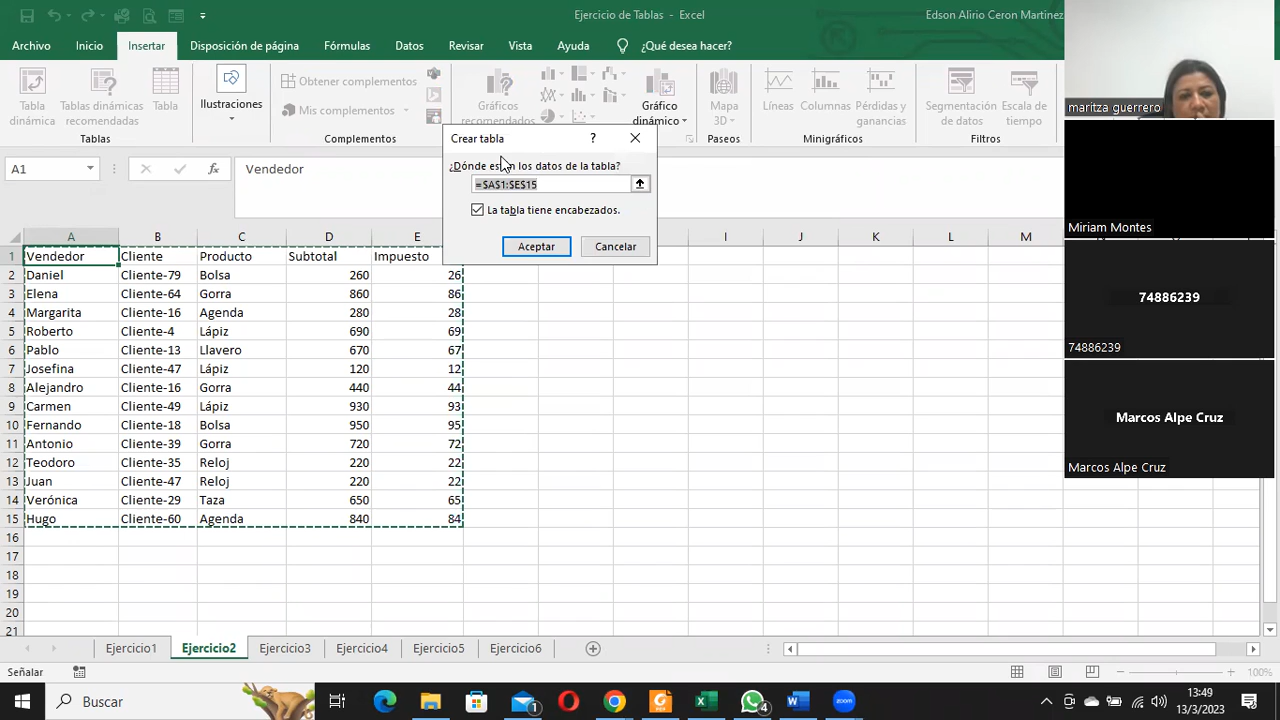 Ejercicio de Tablas - Excel
Edson Alirio Ceron Martinez
Archivo Inicio Insertar Disposición de página Fórmulas Datos Revisar Vista Ayuda ¿Qué desea hacer?
Tabla dinámica
Tablas dinámicas recomendadas
Tabla
Tablas
Ilustraciones
Obtener complementos
Mis complementos
Complementos
Gráficos recomendados
Gráfico dinámico
Mapa 3D
Paseos
Líneas
Columnas
Pérdidas y ganancias
Minigráficos
Segmentación de datos
Escala de tiempo
Filtros
A1
Vendedor
Crear tabla ?
¿Dónde están los datos de la tabla?
=$A$1:$E$15
La tabla tiene encabezados.
Aceptar Cancelar
A B C D E I J K L M
1 Vendedor Cliente Producto Subtotal Impuesto
2 Daniel Cliente-79 Bolsa 260 26
3 Elena Cliente-64 Gorra 860 86
4 Margarita Cliente-16 Agenda 280 28
5 Roberto Cliente-4 Lápiz 690 69
6 Pablo Cliente-13 Llavero 670 67
7 Josefina Cliente-47 Lápiz 120 12
8 Alejandro Cliente-16 Gorra 440 44
9 Carmen Cliente-49 Lápiz 930 93
10 Fernando Cliente-18 Bolsa 950 95
11 Antonio Cliente-39 Gorra 720 72
12 Teodoro Cliente-35 Reloj 220 22
13 Juan Cliente-47 Reloj 220 22
14 Verónica Cliente-29 Taza 650 65
15 Hugo Cliente-60 Agenda 840 84
16
17
18
19
20
21
Ejercicio1 Ejercicio2 Ejercicio3 Ejercicio4 Ejercicio5 Ejercicio6
Señalar
100%
maritza guerrero
Miriam Montes
74886239
74886239
Marcos Alpe Cruz
Marcos Alpe Cruz
Buscar
1
4
zoom
13:49
13/3/2023